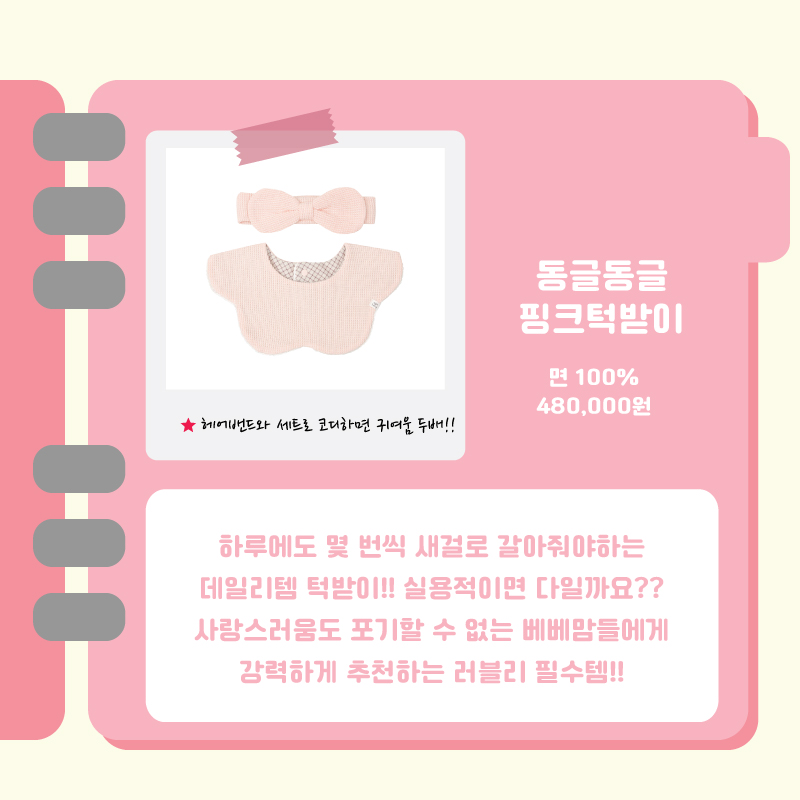 동글동글
핑크턱받이
면 100%
480,000원
★ 헤어밴드와 세트로 코디하면 귀여움 두배!!
하루에도 몇 번씩 새걸로 갈아줘야하는
데일리템 턱받이!! 실용적이면 다일까요??
사랑스러움도 포기할 수 없는 베베맘들에게
강력하게 추천하는 러블리 필수템!!